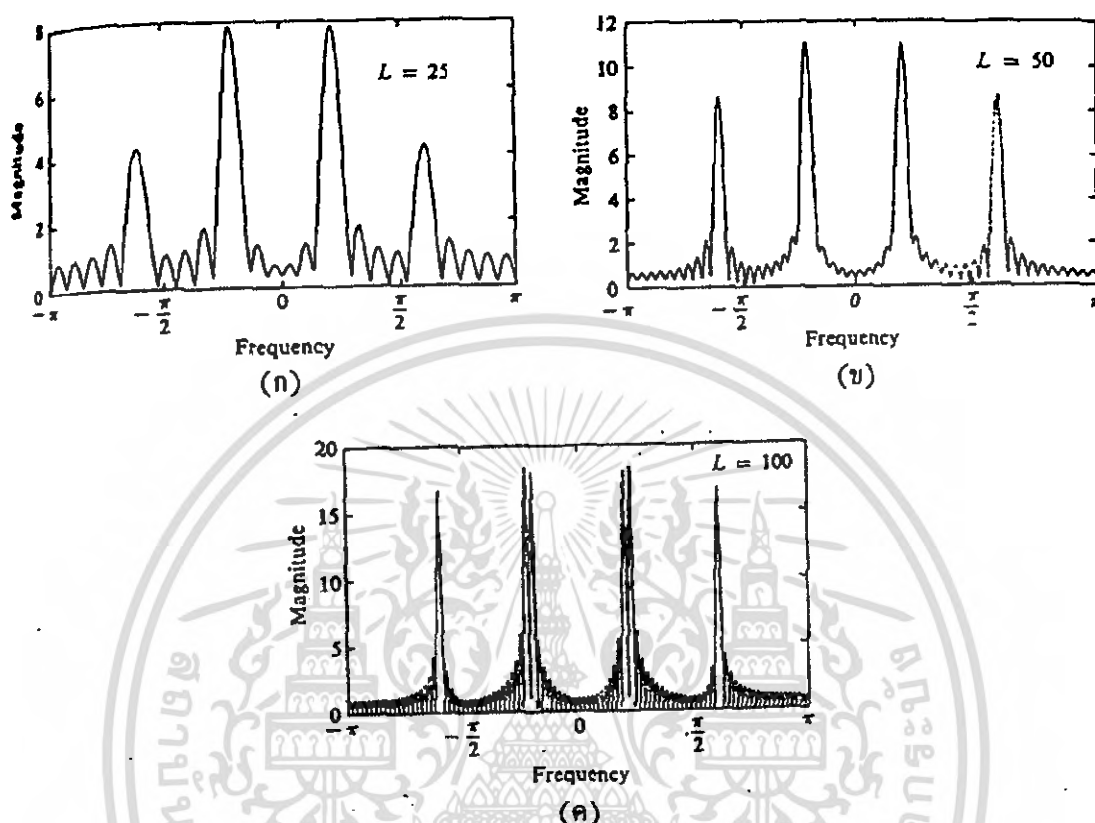 L = 25
8
6
4
2
0
Magnitude
-π
-π/2
0
π/2
π
Frequency
(ก)
L = 50
12
10
8
6
4
2
0
Magnitude
-π
-π/2
0
π
Frequency
(ข)
L = 100
20
15
10
5
0
Magnitude
-π
-π/2
0
π/2
π
Frequency
(ค)